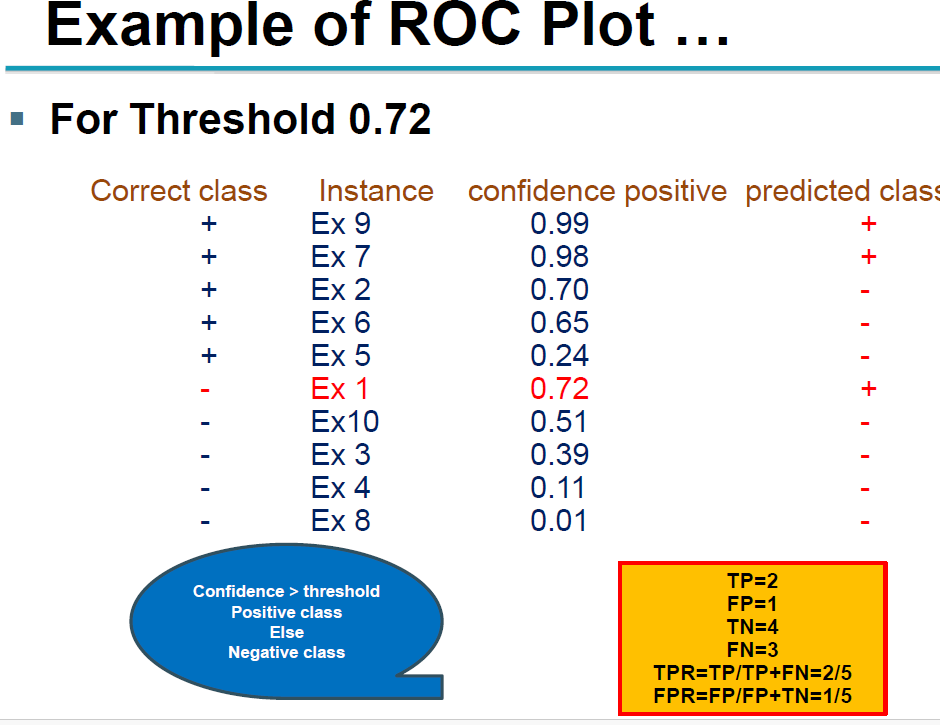 Example of ROC Plot …
For Threshold 0.72
Correct class Instance confidence positive predicted class
+ Ex 9 0.99 +
+ Ex 7 0.98 +
+ Ex 2 0.70 -
+ Ex 6 0.65 -
+ Ex 5 0.24 -
- Ex 1 0.72 +
- Ex10 0.51 -
- Ex 3 0.39 -
- Ex 4 0.11 -
- Ex 8 0.01 -
Confidence > threshold
Positive class
Else
Negative class
TP=2
FP=1
TN=4
FN=3
TPR=TP/TP+FN=2/5
FPR=FP/FP+TN=1/5